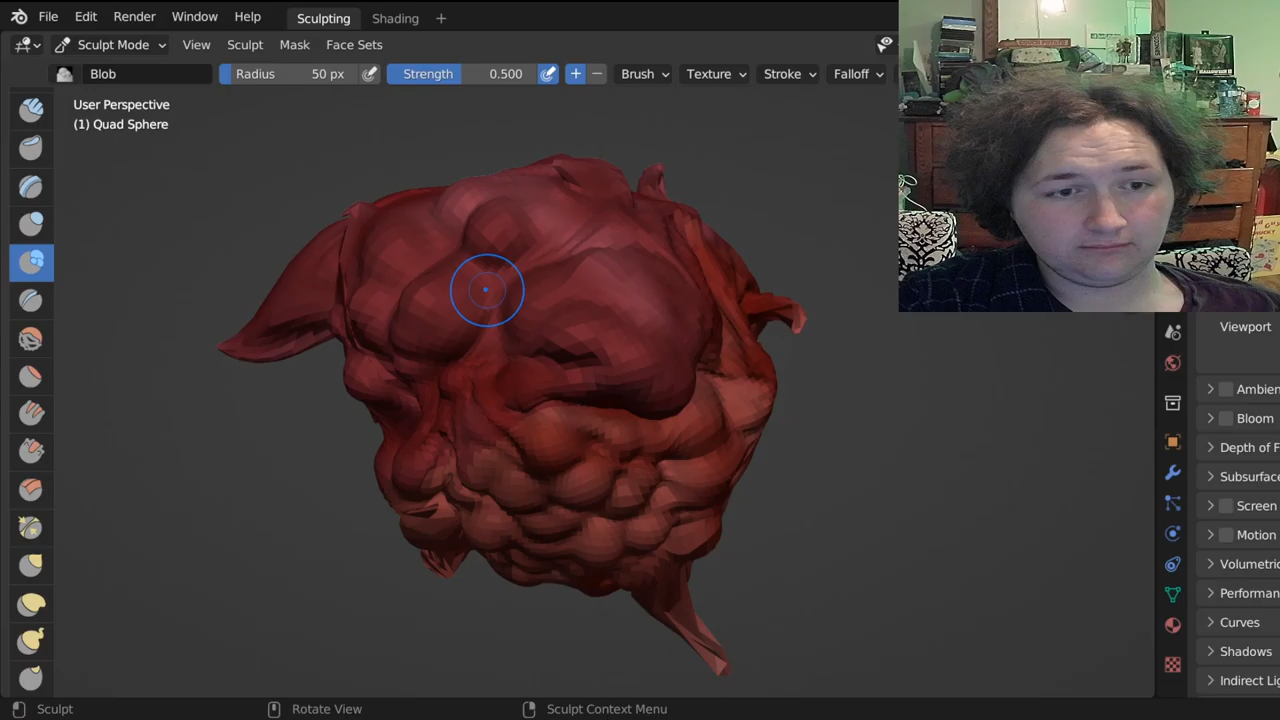 File Edit Render Window Help Sculpting Shading +
Sculpt Mode View Sculpt Mask Face Sets
Blob Radius 50 px Strength 0.500 + − Brush Texture Stroke Falloff
User Perspective
(1) Quad Sphere
Viewport
Ambien
Bloom
Depth of F
Subsurface
Screen
Motion
Volumetric
Performan
Curves
Shadows
Indirect Lig
Sculpt Rotate View Sculpt Context Menu